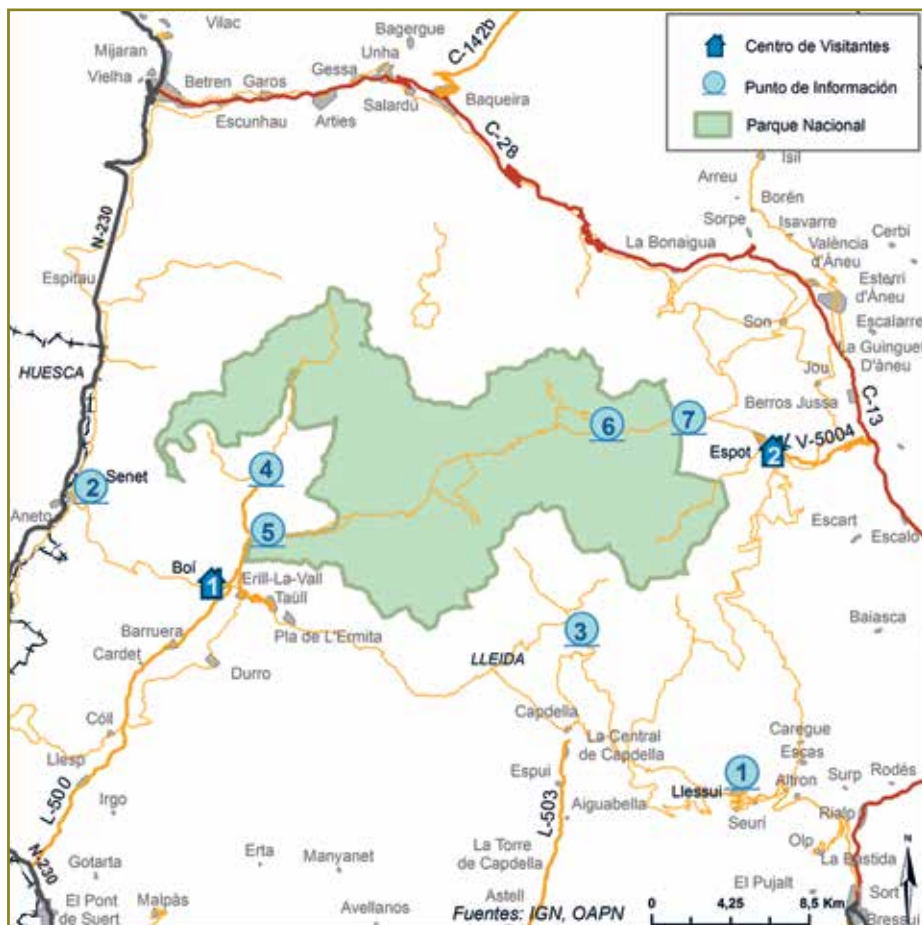 Vilac
Bagergue
C-142b
Mijaran
Unha
Vielha
Betren
Garos
Gessa
Escunhau
Arties
Salardú
Baqueira
C-28
Centro de Visitantes
Punto de Información
Parque Nacional
Isil
Arreu
Borén
Sorpe
Isavarre
Cerbi
La Bonaigua
València
d'Àneu
Esterri
d'Àneu
N-230
Espitau
Son
Escalarre
La Guingueta
D'àneu
HUESCA
Jou
Berros Jussa
C-13
6
7
Espot
2
LV-5004
4
2
Senet
Aneto
5
Escart
Escalo
Boí
1
Erill-La-Vall
Taüll
Pla de L'Ermita
Barruera
Cardet
Durro
3
LLEIDA
Baiasca
Cóll
Llesp
L-500
Irgo
Capdella
La Central
de Capdella
Caregue
Escas
Espui
1
Llessui
Altron
Surp
Rodés
Aiguabella
Seurí
Rialp
L-503
Olp
N-230
Gotarta
Erta
Manyanet
La Torre
de Capdella
La Bastida
El Pujalt
Sort
El Pont
de Suert
Malpàs
Avellanos
Astell
Bressui
N
Fuentes: IGN, OAPN
0 4,25 8,5 Km